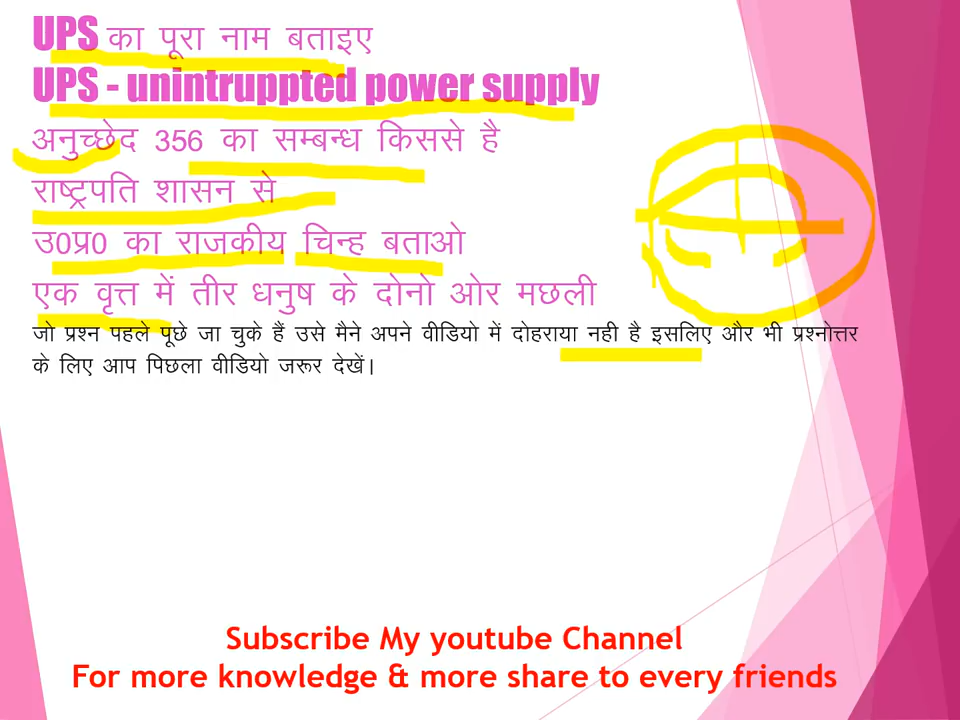 UPS का पूरा नाम बताइए
UPS - unintruppted power supply
अनुच्छेद 356 का सम्बन्ध किससे है
राष्ट्रपति शासन से
उ0प्र0 का राजकीय चिन्ह बताओ
एक वृत्त में तीर धनुष के दोनो ओर मछली
जो प्रश्न पहले पूछे जा चुके हैं उसे मैने अपने वीडियो में दोहराया नही है इसलिए और भी प्रश्नोत्तर
के लिए आप पिछला वीडियो जरूर देखें।
Subscribe My youtube Channel
For more knowledge & more share to every friends